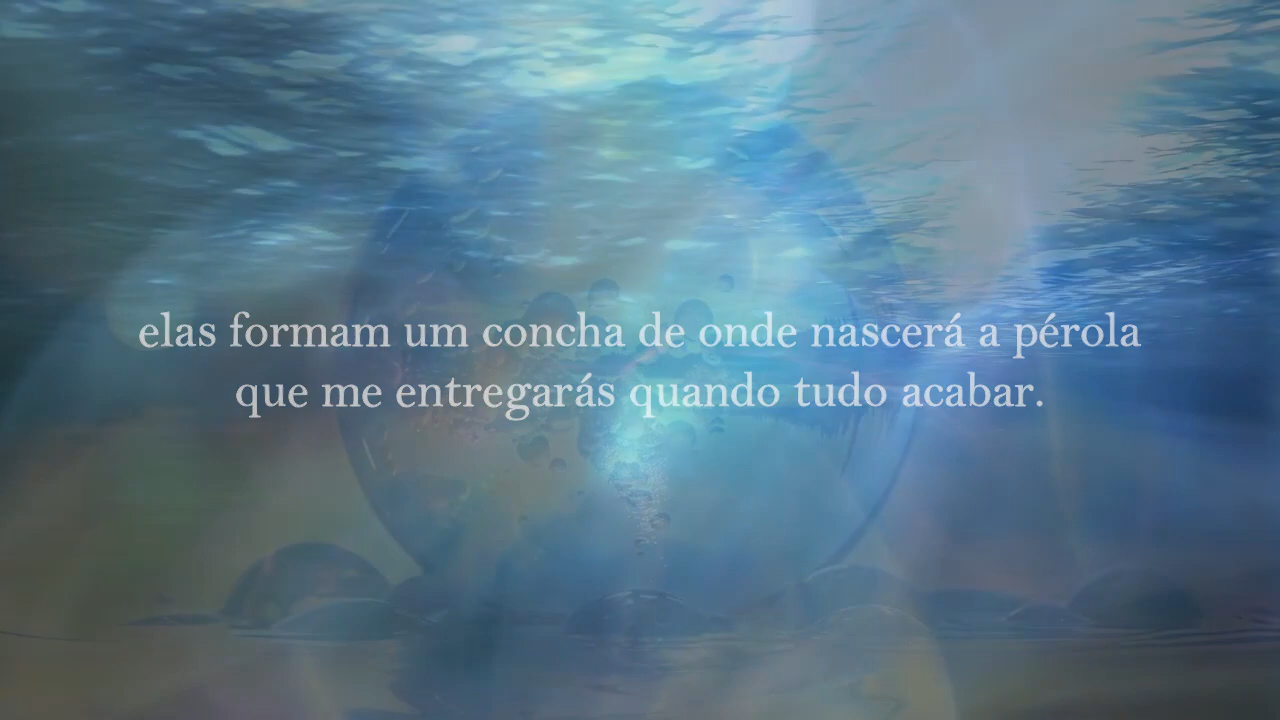 elas formam um concha de onde nascerá a pérola
que me entregarás quando tudo acabar.